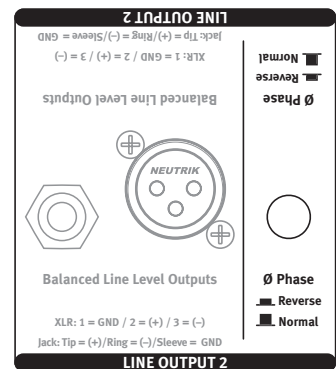 LINE OUTPUT 2
Jack: Tip = (+)/Ring = (–)/Sleeve = GND
XLR: 1 = GND / 2 = (+) / 3 = (–)
Normal
Reverse
Balanced Line Level Outputs
Ø Phase
NEUTRIK
Balanced Line Level Outputs
Ø Phase
Reverse
XLR: 1 = GND / 2 = (+) / 3 = (–)
Normal
Jack: Tip = (+)/Ring = (–)/Sleeve = GND
LINE OUTPUT 2